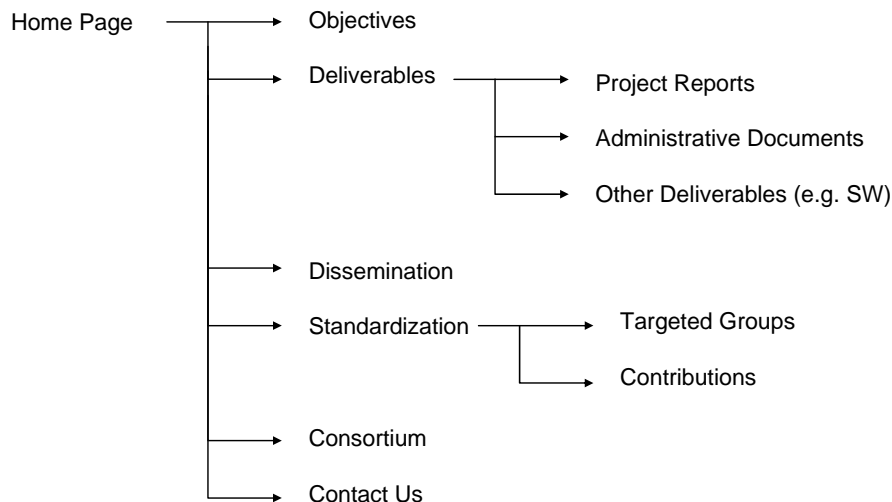 Home Page
Objectives
Deliverables
Project Reports
Administrative Documents
Other Deliverables (e.g. SW)
Dissemination
Standardization
Targeted Groups
Contributions
Consortium
Contact Us